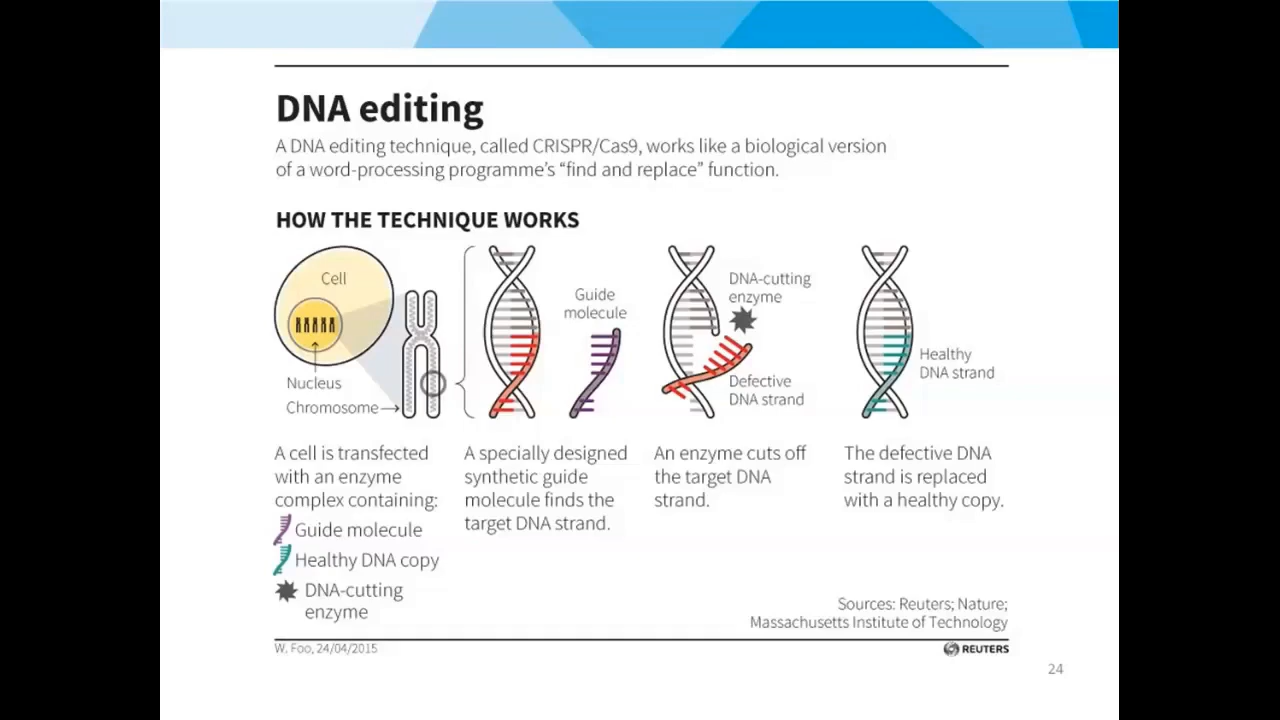 DNA editing
A DNA editing technique, called CRISPR/Cas9, works like a biological version
of a word-processing programme’s “find and replace” function.
HOW THE TECHNIQUE WORKS
Cell
Nucleus
Chromosome
Guide
molecule
DNA-cutting
enzyme
Defective
DNA strand
Healthy
DNA strand
A cell is transfected
with an enzyme
complex containing:
Guide molecule
Healthy DNA copy
DNA-cutting
enzyme
A specially designed
synthetic guide
molecule finds the
target DNA strand.
An enzyme cuts off
the target DNA
strand.
The defective DNA
strand is replaced
with a healthy copy.
Sources: Reuters; Nature;
Massachusetts Institute of Technology
W. Foo, 24/04/2015
REUTERS
24